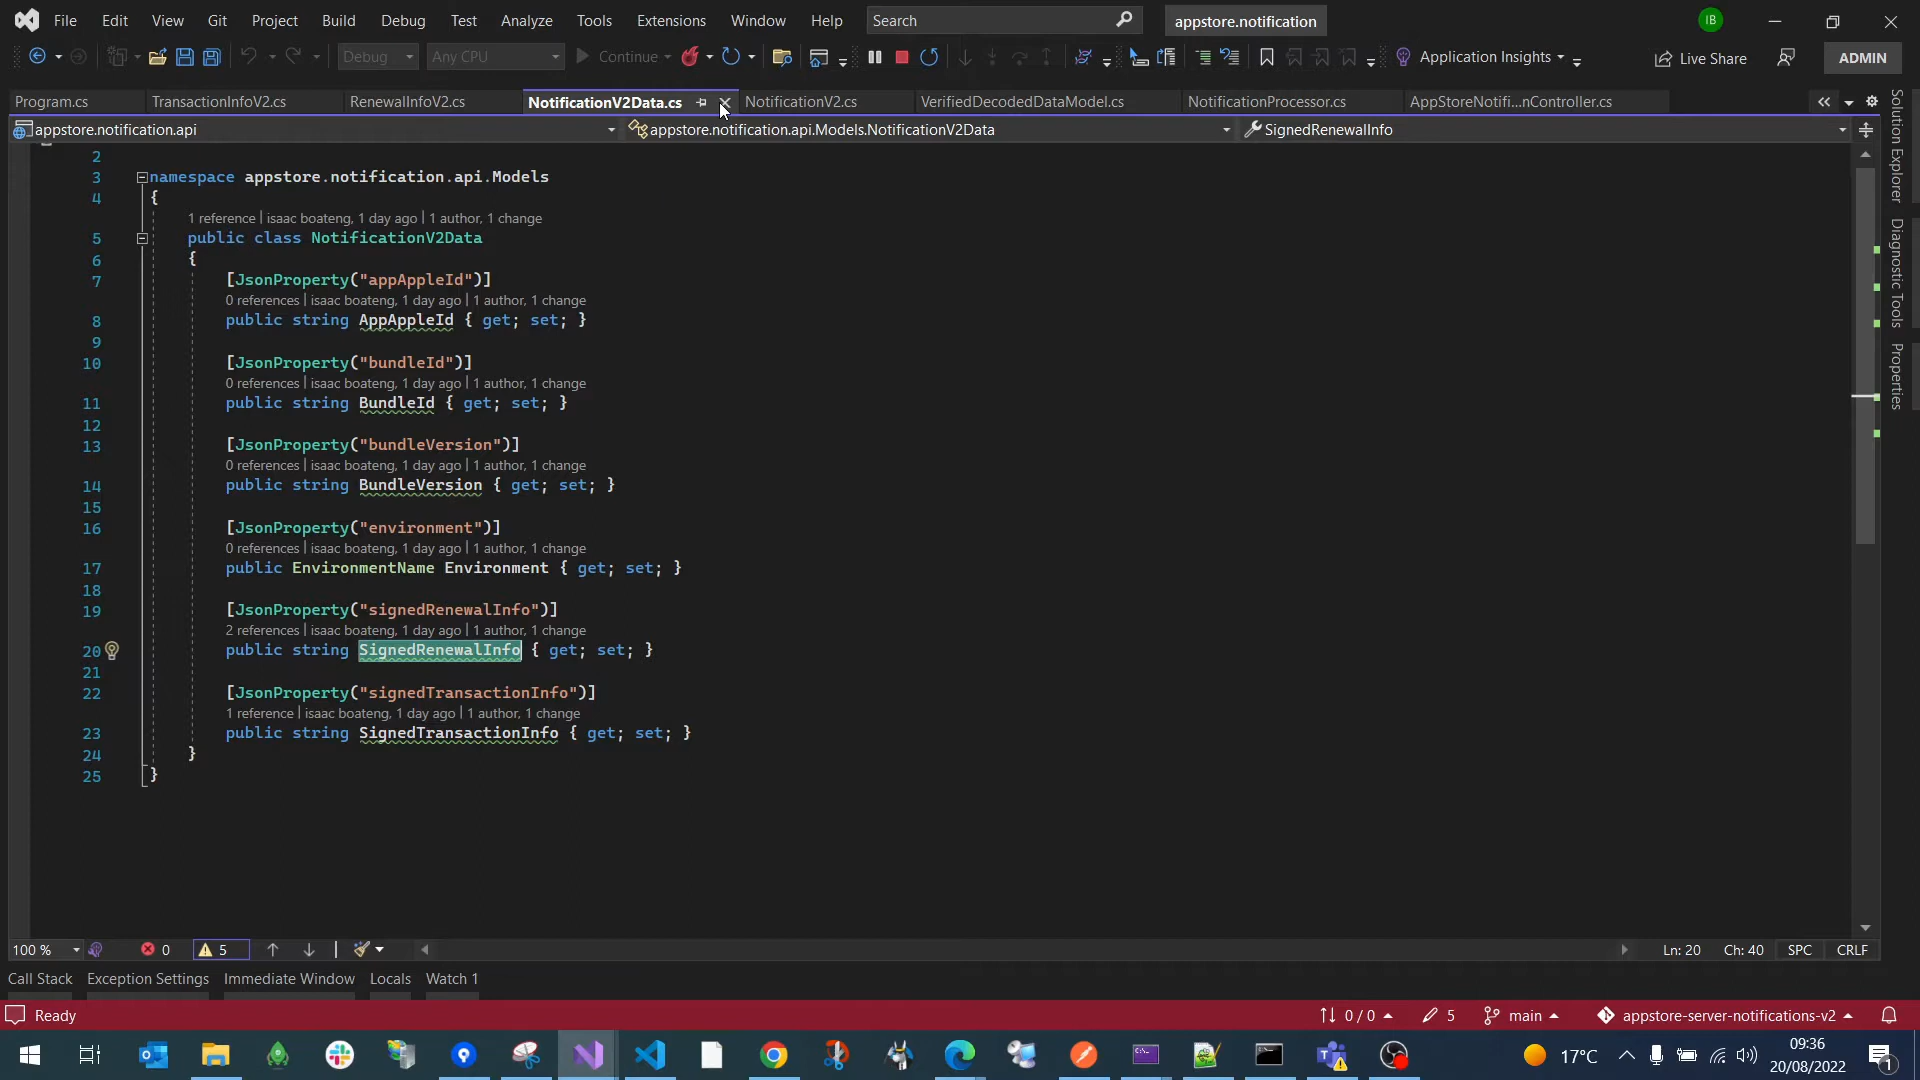 File Edit View Git Project Build Debug Test Analyze Tools Extensions Window Help Search appstore.notification IB
Debug Any CPU Continue Application Insights Live Share ADMIN
Program.cs TransactionInfoV2.cs RenewalInfoV2.cs NotificationV2Data.cs NotificationV2.cs VerifiedDecodedDataModel.cs NotificationProcessor.cs AppStoreNotifi...nController.cs
appstore.notification.api appstore.notification.api.Models.NotificationV2Data SignedRenewalInfo
2
3 namespace appstore.notification.api.Models
4 {
1 reference | isaac boateng, 1 day ago | 1 author, 1 change
5 public class NotificationV2Data
6 {
7 [JsonProperty("appAppleId")]
0 references | isaac boateng, 1 day ago | 1 author, 1 change
8 public string AppAppleId { get; set; }
9
10 [JsonProperty("bundleId")]
0 references | isaac boateng, 1 day ago | 1 author, 1 change
11 public string BundleId { get; set; }
12
13 [JsonProperty("bundleVersion")]
0 references | isaac boateng, 1 day ago | 1 author, 1 change
14 public string BundleVersion { get; set; }
15
16 [JsonProperty("environment")]
0 references | isaac boateng, 1 day ago | 1 author, 1 change
17 public EnvironmentName Environment { get; set; }
18
19 [JsonProperty("signedRenewalInfo")]
2 references | isaac boateng, 1 day ago | 1 author, 1 change
20 public string SignedRenewalInfo { get; set; }
21
22 [JsonProperty("signedTransactionInfo")]
1 reference | isaac boateng, 1 day ago | 1 author, 1 change
23 public string SignedTransactionInfo { get; set; }
24 }
25 }
Solution Explorer
Diagnostic Tools
Properties
100 % 0 5 Ln: 20 Ch: 40 SPC CRLF
Call Stack Exception Settings Immediate Window Locals Watch 1
Ready 0 / 0 5 main appstore-server-notifications-v2
17°C 09:36
20/08/2022 1